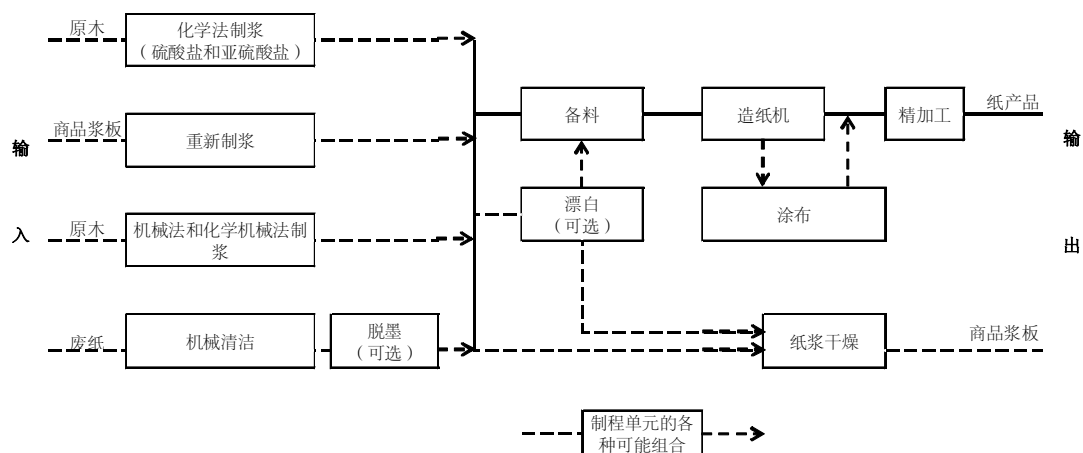 原木
化学法制浆
（硫酸盐和亚硫酸盐）
商品浆板
重新制浆
备料
造纸机
精加工
纸产品
输
入
输
出
漂白
（可选）
涂布
原木
机械法和化学机械法制
浆
废纸
机械清洁
脱墨
（可选）
纸浆干燥
商品浆板
制程单元的各
种可能组合